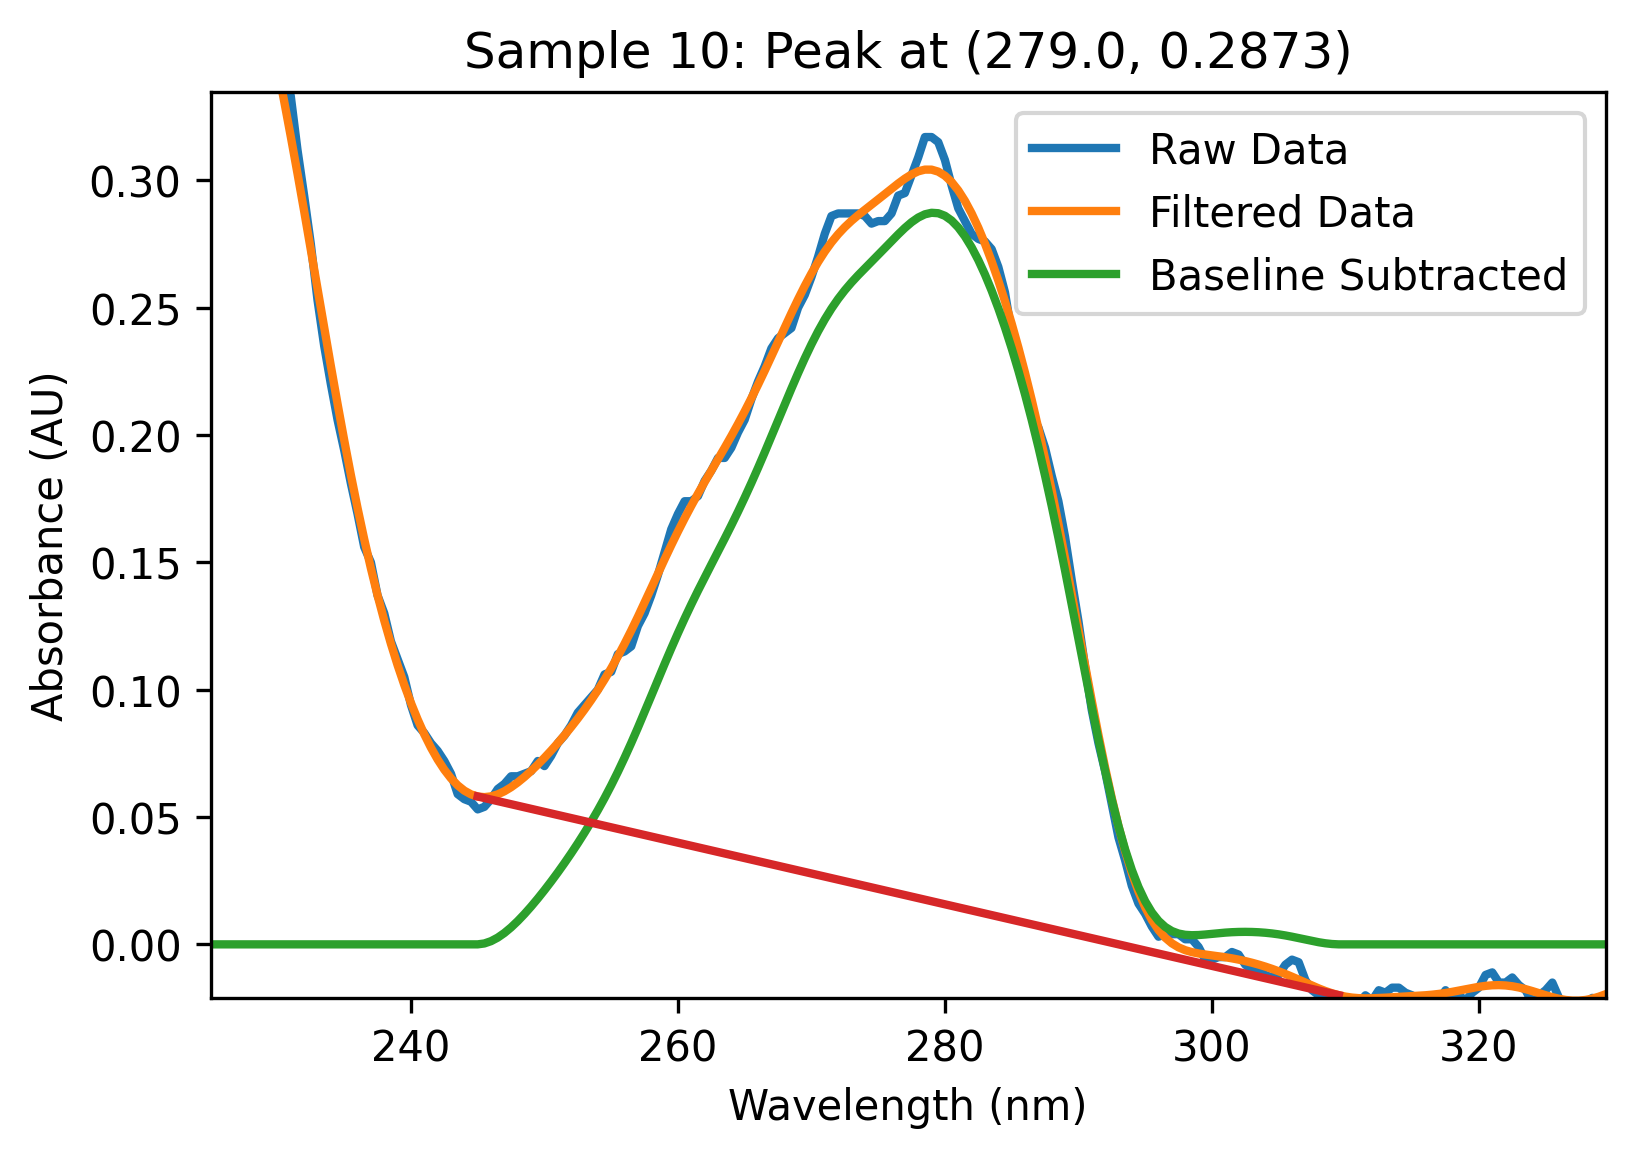 Sample 10: Peak at (279.0, 0.2873)
Raw Data
Filtered Data
Baseline Subtracted
Absorbance (AU)
0.30
0.25
0.20
0.15
0.10
0.05
0.00
240 260 280 300 320
Wavelength (nm)